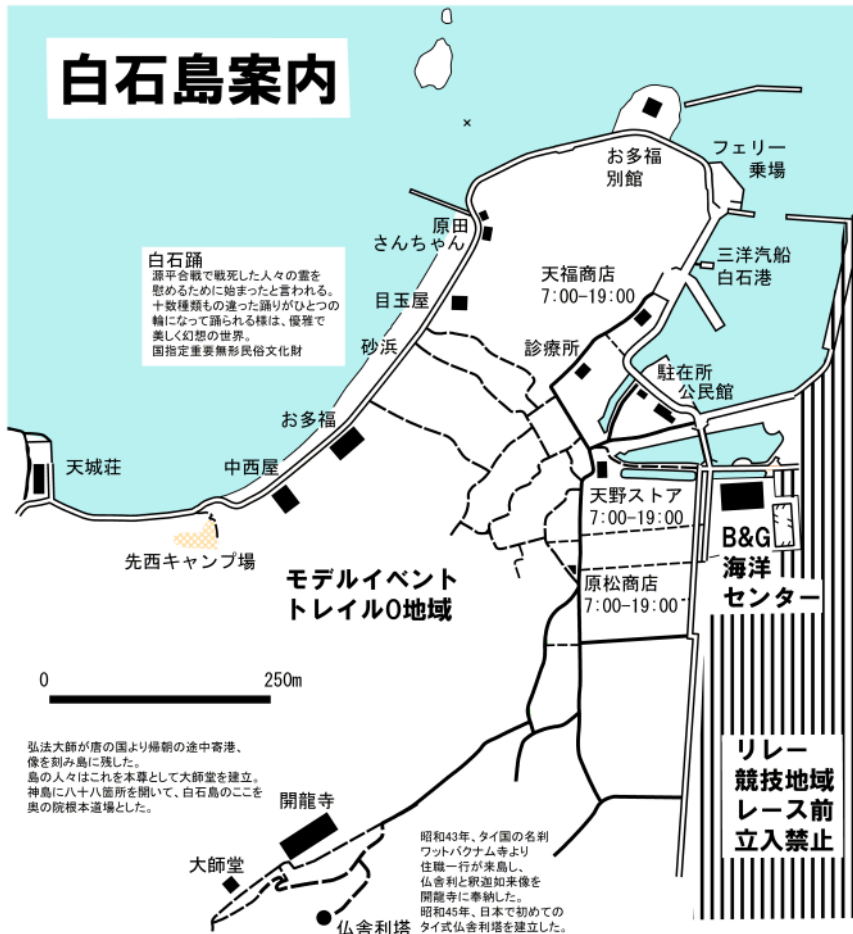 白石島案内
お多福
別館
フェリー
乗場
原田
さんちゃん
三洋汽船
白石港
白石踊
源平合戦で戦死した人々の霊を
慰めるために始まったと言われる。
十数種類もの違った踊りがひとつの
輪になって踊られる様は、優雅で
美しく幻想の世界。
国指定重要無形民俗文化財
天福商店
7:00-19:00
目玉屋
砂浜
診療所
駐在所
公民館
お多福
中西屋
天城荘
天野ストア
7:00-19:00
B&G
海洋
センター
先西キャンプ場
モデルイベント
トレイルO地域
原松商店
7:00-19:00
0 250m
弘法大師が唐の国より帰朝の途中寄港、
像を刻み島に残した。
島の人々はこれを本尊として大師堂を建立。
神島に八十八箇所を開いて、白石島のここを
奥の院根本道場とした。
リレー
競技地域
レース前
立入禁止
開龍寺
大師堂
仏舎利塔
昭和43年、タイ国の名刹
ワットパクナム寺より
住職一行が来島し、
仏舎利と釈迦如来像を
開龍寺に奉納した。
昭和45年、日本で初めての
タイ式仏舎利塔を建立した。